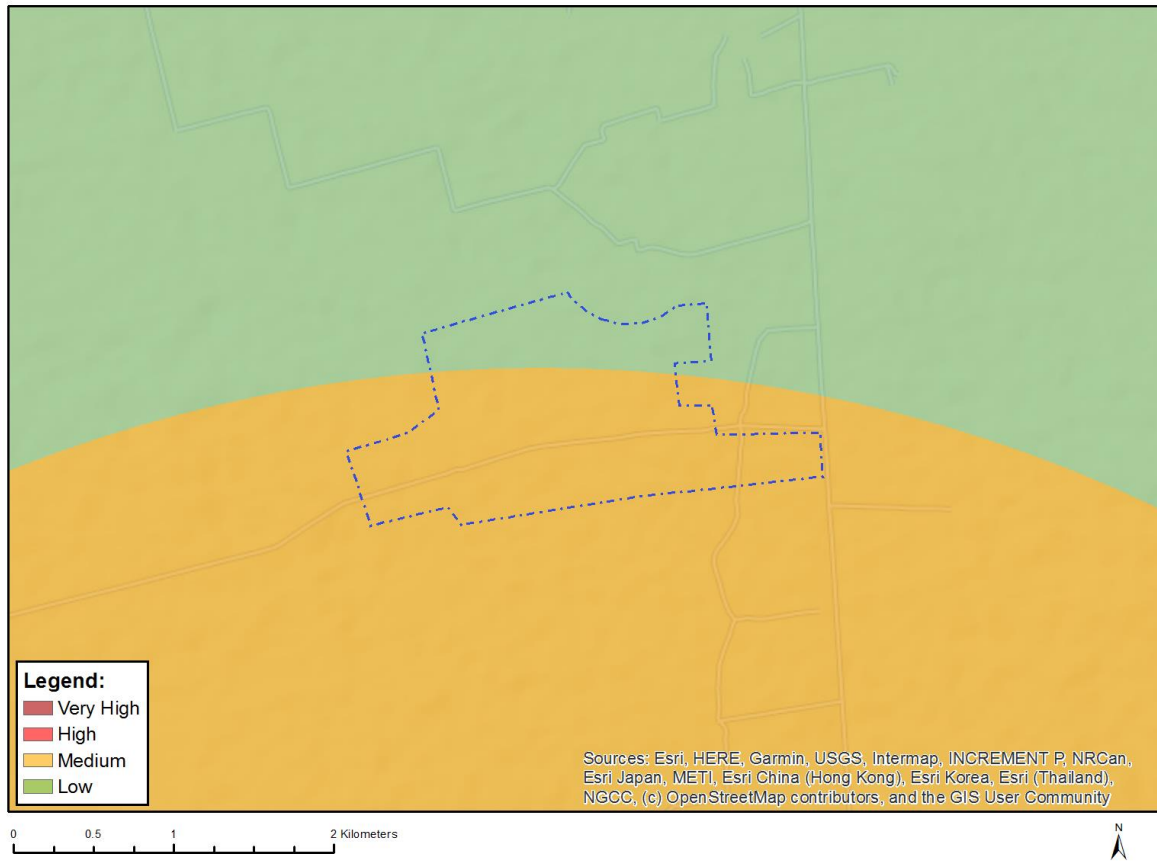 Legend:
Very High
High
Medium
Low
Sources: Esri, HERE, Garmin, USGS, Intermap, INCREMENT P, NRCan,
Esri Japan, METI, Esri China (Hong Kong), Esri Korea, Esri (Thailand),
NGCC, (c) OpenStreetMap contributors, and the GIS User Community
0 0.5 1 2 Kilometers
N